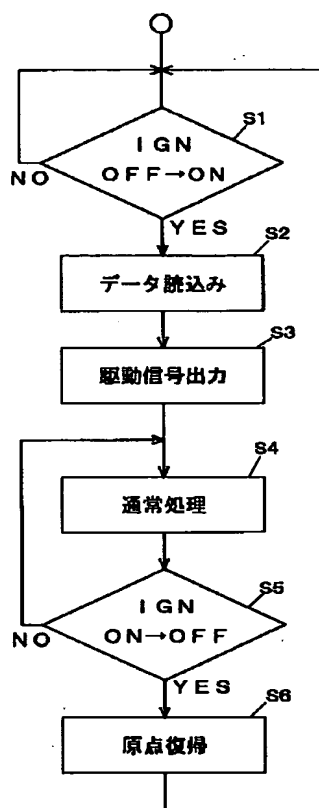 S1
IGN
OFF→ON
NO
YES
S2
データ読込み
S3
駆動信号出力
S4
通常処理
S5
IGN
ON→OFF
NO
YES
S6
原点復帰